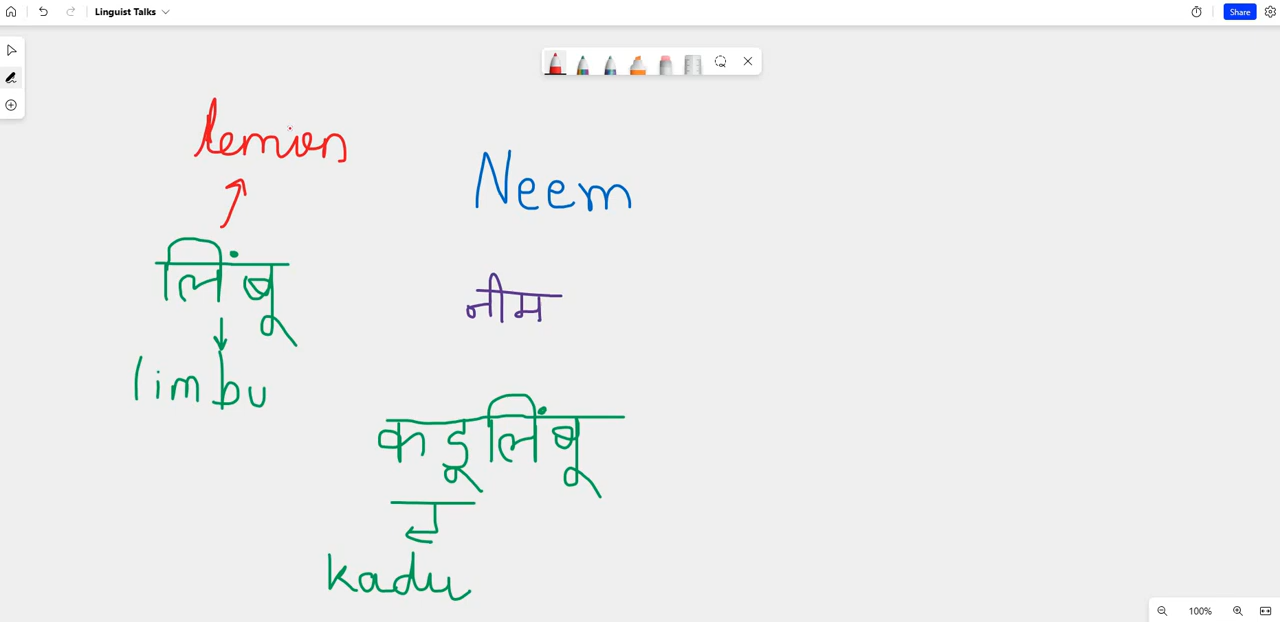 Linguist Talks
Share
lemon
Neem
लिंबू
नीम
limbu
कडूलिंबू
kadu
100%